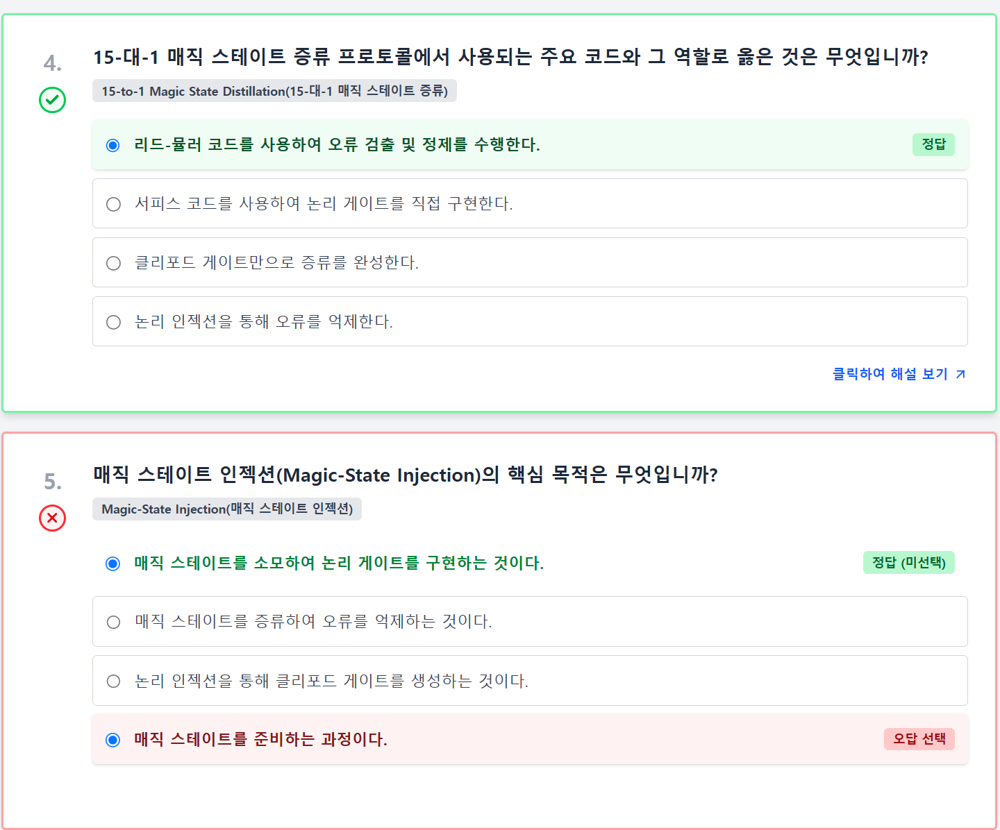 4.
15-대-1 매직 스테이트 증류 프로토콜에서 사용되는 주요 코드와 그 역할로 옳은 것은 무엇입니까?
15-to-1 Magic State Distillation(15-대-1 매직 스테이트 증류)
리드-뮬러 코드를 사용하여 오류 검출 및 정제를 수행한다. 정답
서피스 코드를 사용하여 논리 게이트를 직접 구현한다.
클리포드 게이트만으로 증류를 완성한다.
논리 인젝션을 통해 오류를 억제한다.
클릭하여 해설 보기
5.
매직 스테이트 인젝션(Magic-State Injection)의 핵심 목적은 무엇입니까?
Magic-State Injection(매직 스테이트 인젝션)
매직 스테이트를 소모하여 논리 게이트를 구현하는 것이다. 정답 (미선택)
매직 스테이트를 증류하여 오류를 억제하는 것이다.
논리 인젝션을 통해 클리포드 게이트를 생성하는 것이다.
매직 스테이트를 준비하는 과정이다. 오답 선택